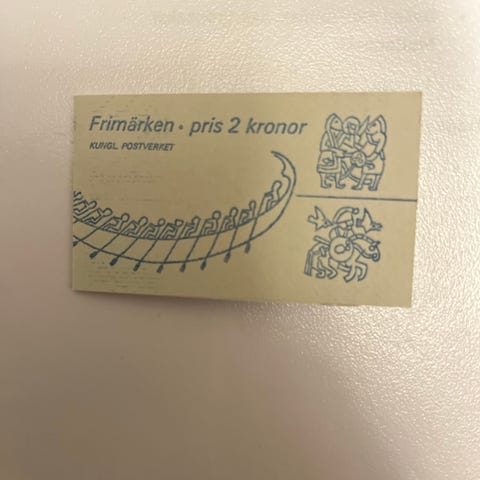 Frimärken • pris 2 kronor
KUNGL. POSTVERKET